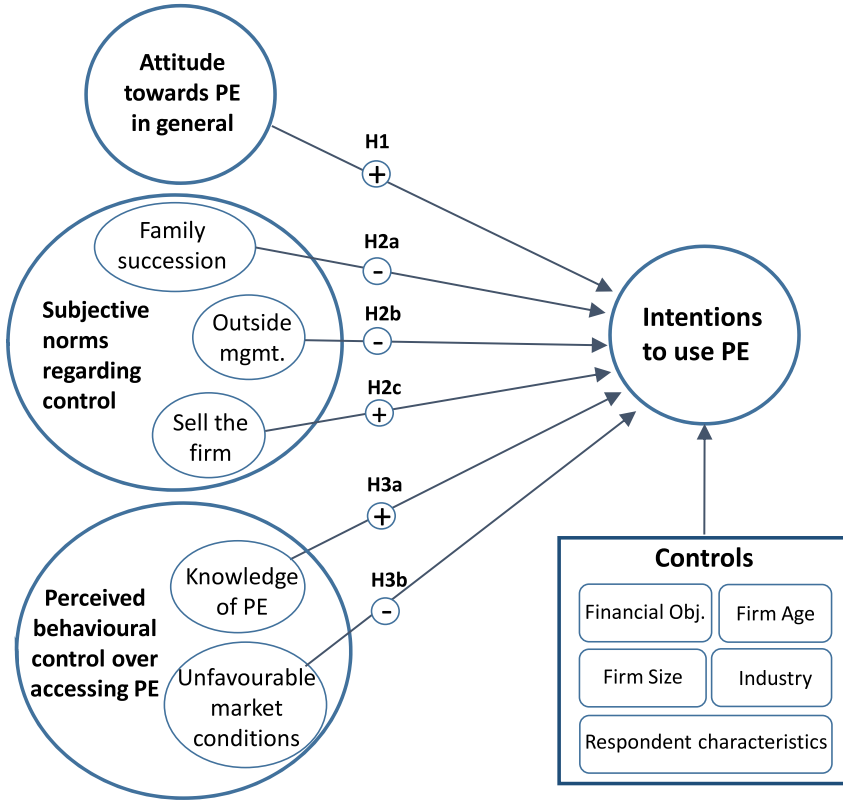 Attitude
towards PE
in general
H1
+
Family
succession
H2a
-
Subjective
norms
regarding
control
Outside
mgmt.
H2b
-
Intentions
to use PE
Sell the
firm
H2c
+
H3a
+
Knowledge
of PE
H3b
-
Perceived
behavioural
control over
accessing PE
Unfavourable
market
conditions
Controls
Financial Obj.
Firm Age
Firm Size
Industry
Respondent characteristics